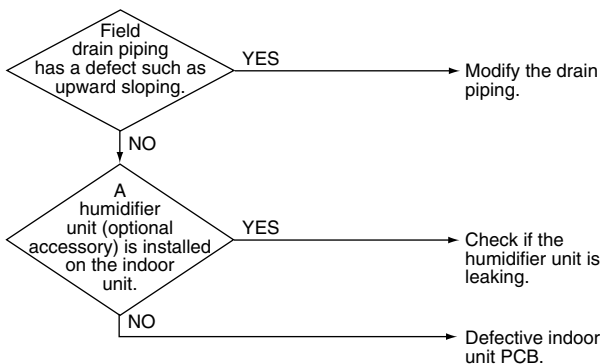 Field
drain piping
has a defect such as
upward sloping.
YES
Modify the drain
piping.
NO
A
humidifier
unit (optional
accessory) is installed
on the indoor
unit.
YES
Check if the
humidifier unit is
leaking.
NO
Defective indoor
unit PCB.